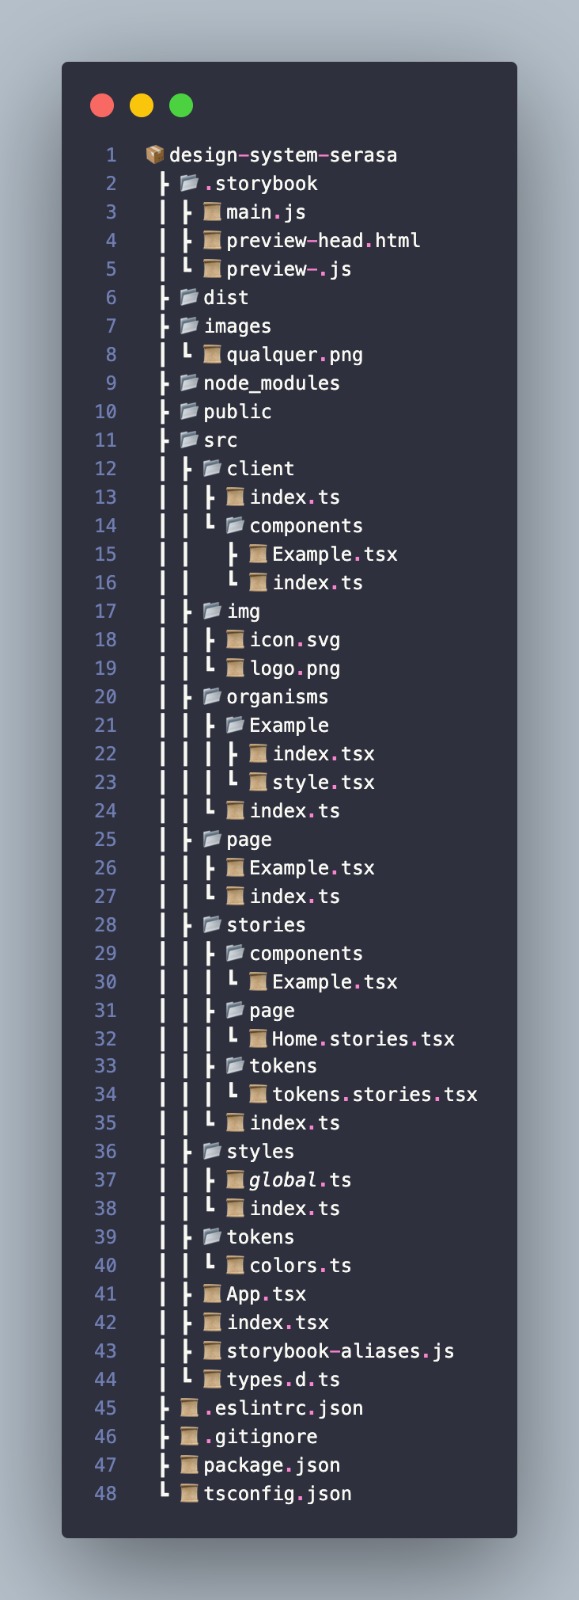 1 📦design-system-serasa
2 ┣ 📂.storybook
3 ┃ ┣ 📜main.js
4 ┃ ┣ 📜preview-head.html
5 ┃ ┗ 📜preview-.js
6 ┣ 📂dist
7 ┣ 📂images
8 ┃ ┗ 📜qualquer.png
9 ┣ 📂node_modules
10 ┣ 📂public
11 ┣ 📂src
12 ┃ ┣ 📂client
13 ┃ ┃ ┣ 📜index.ts
14 ┃ ┃ ┗ 📂components
15 ┃ ┃   ┣ 📜Example.tsx
16 ┃ ┃   ┗ 📜index.ts
17 ┃ ┣ 📂img
18 ┃ ┃ ┣ 📜icon.svg
19 ┃ ┃ ┗ 📜logo.png
20 ┃ ┣ 📂organisms
21 ┃ ┃ ┣ 📂Example
22 ┃ ┃ ┃ ┣ 📜index.tsx
23 ┃ ┃ ┃ ┗ 📜style.tsx
24 ┃ ┃ ┗ 📜index.ts
25 ┃ ┣ 📂page
26 ┃ ┃ ┣ 📜Example.tsx
27 ┃ ┃ ┗ 📜index.ts
28 ┃ ┣ 📂stories
29 ┃ ┃ ┣ 📂components
30 ┃ ┃ ┃ ┗ 📜Example.tsx
31 ┃ ┃ ┣ 📂page
32 ┃ ┃ ┃ ┗ 📜Home.stories.tsx
33 ┃ ┃ ┣ 📂tokens
34 ┃ ┃ ┃ ┗ 📜tokens.stories.tsx
35 ┃ ┃ ┗ 📜index.ts
36 ┃ ┣ 📂styles
37 ┃ ┃ ┣ 📜global.ts
38 ┃ ┃ ┗ 📜index.ts
39 ┃ ┣ 📂tokens
40 ┃ ┃ ┗ 📜colors.ts
41 ┃ ┣ 📜App.tsx
42 ┃ ┣ 📜index.tsx
43 ┃ ┣ 📜storybook-aliases.js
44 ┃ ┗ 📜types.d.ts
45 ┣ 📜.eslintrc.json
46 ┣ 📜.gitignore
47 ┣ 📜package.json
48 ┗ 📜tsconfig.json